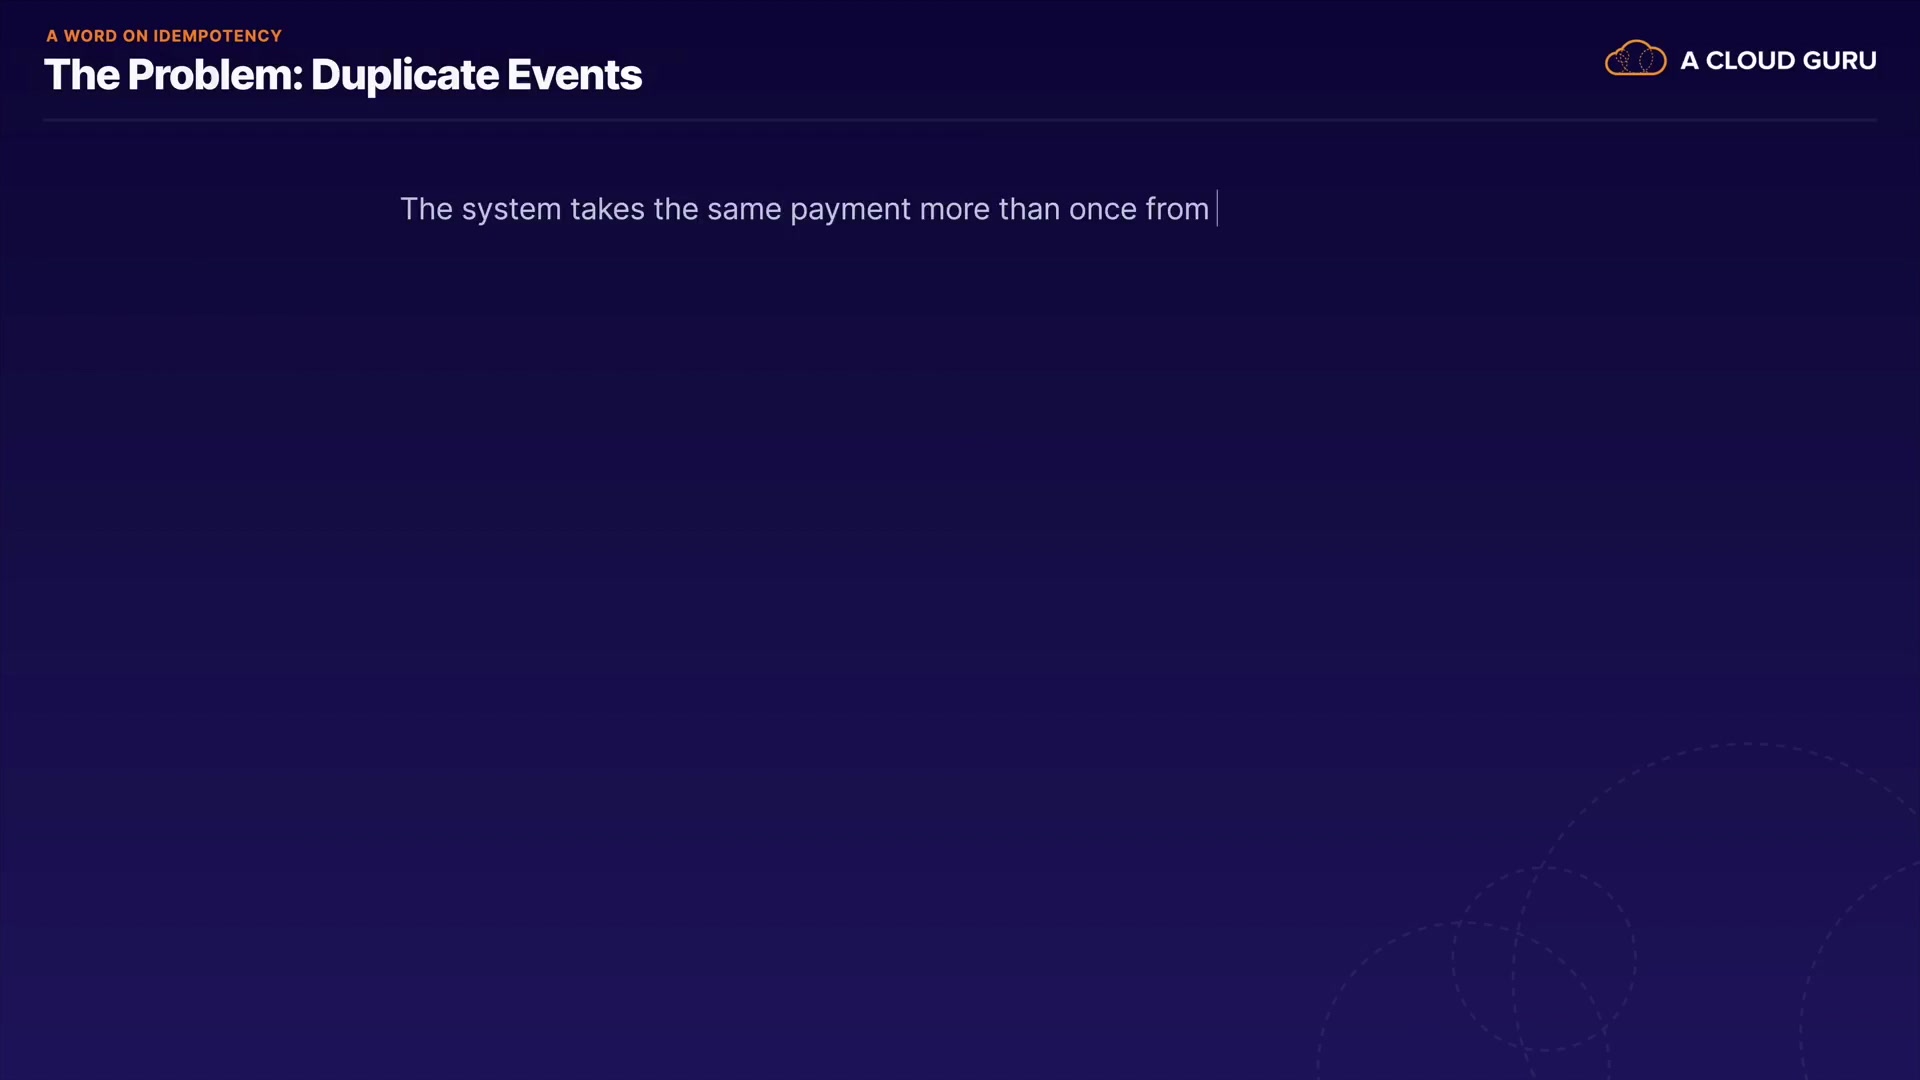 A WORD ON IDEMPOTENCY
The Problem: Duplicate Events
A CLOUD GURU
The system takes the same payment more than once from